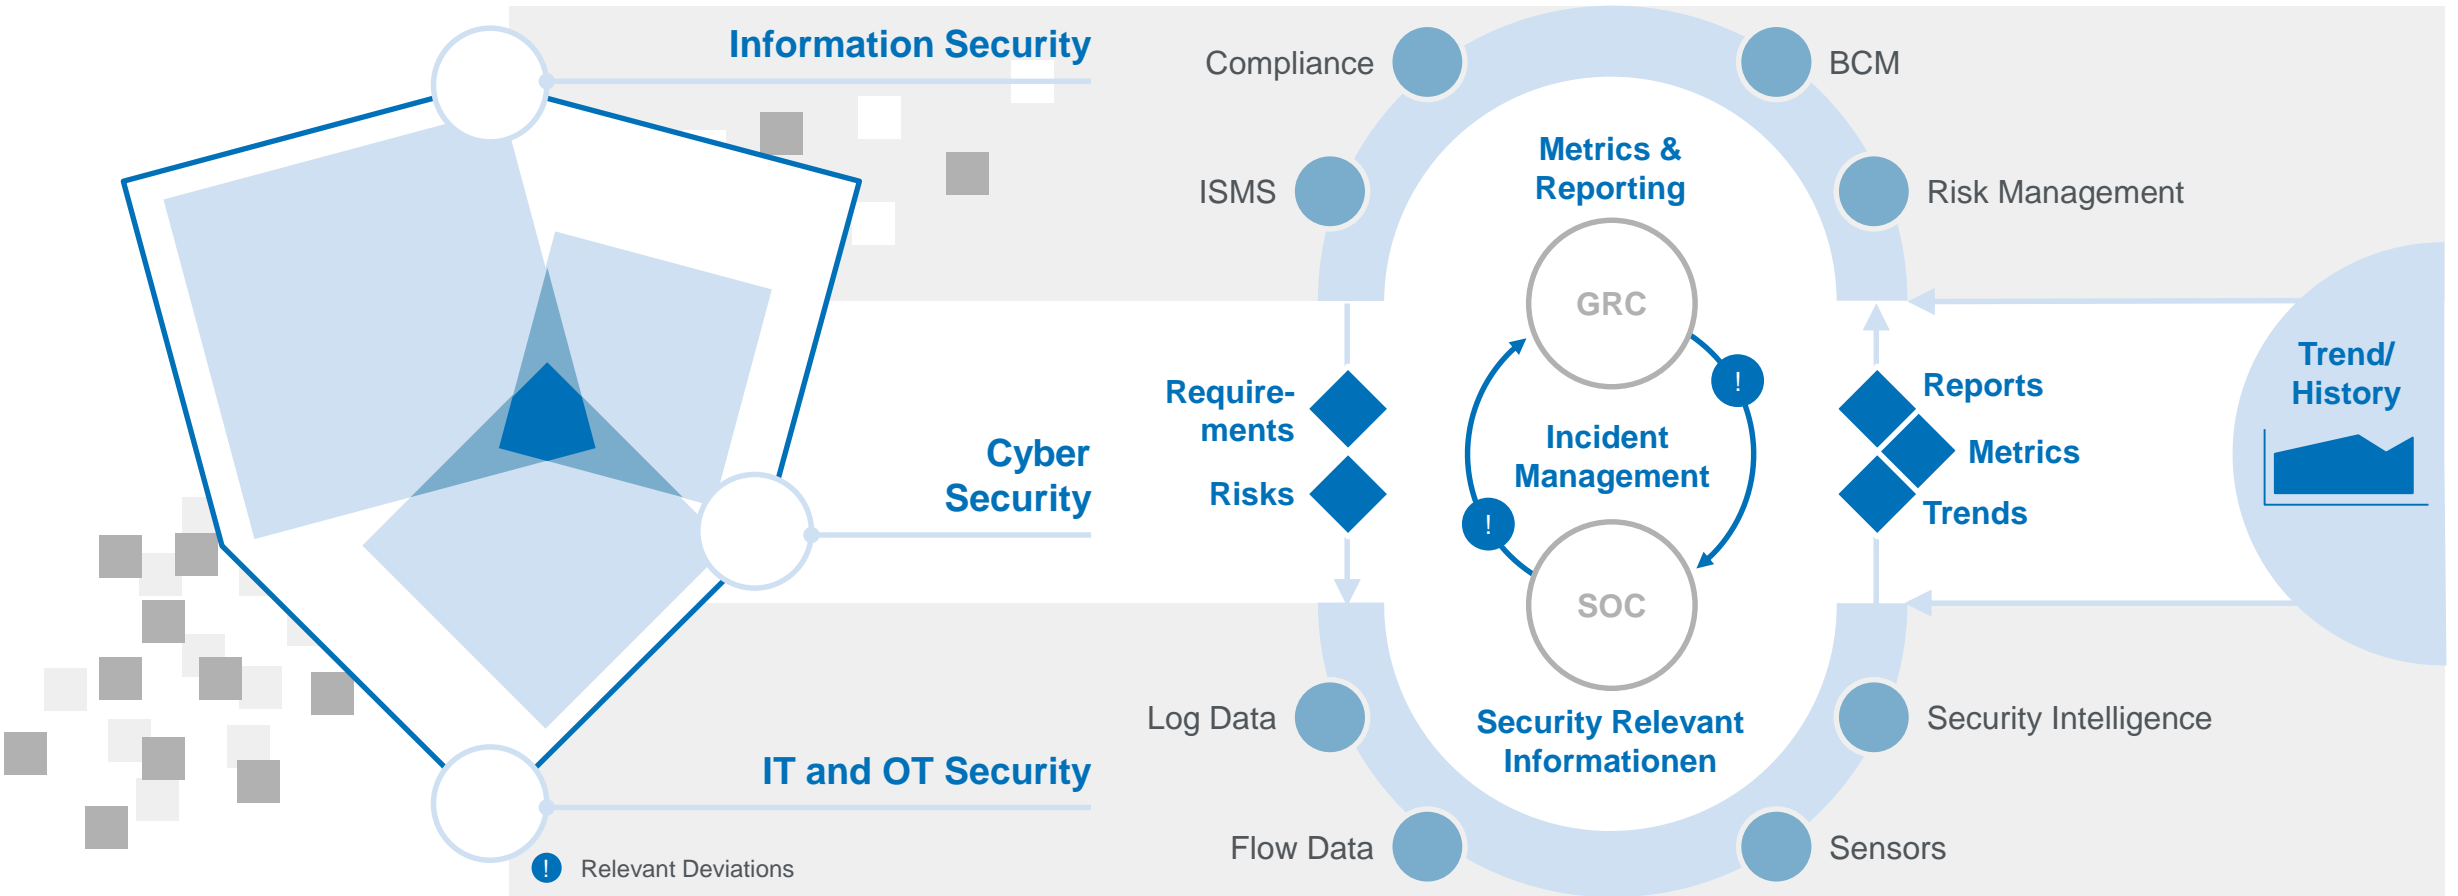 Information Security
Cyber
Security
IT and OT Security
! Relevant Deviations
Compliance
BCM
ISMS
Risk Management
Metrics &
Reporting
GRC
Require-
ments
Risks
!
Incident
Management
!
SOC
Reports
Metrics
Trends
Trend/
History
Log Data
Security Relevant
Informationen
Security Intelligence
Flow Data
Sensors